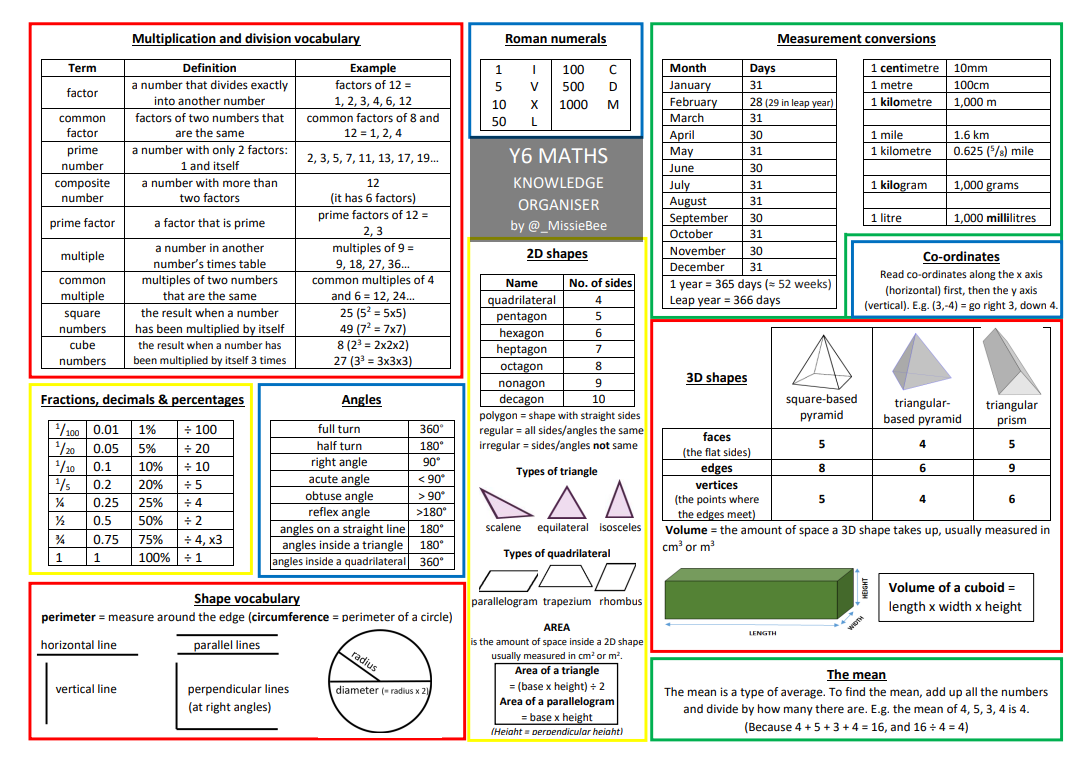 Multiplication and division vocabulary
Term Definition Example
factor a number that divides exactly into another number factors of 12 = 1, 2, 3, 4, 6, 12
common factor factors of two numbers that are the same common factors of 8 and 12 = 1, 2, 4
prime number a number with only 2 factors: 1 and itself 2, 3, 5, 7, 11, 13, 17, 19…
composite number a number with more than two factors 12 (it has 6 factors)
prime factor a factor that is prime prime factors of 12 = 2, 3
multiple a number in another number's times table multiples of 9 = 9, 18, 27, 36…
common multiple multiples of two numbers that are the same common multiples of 4 and 6 = 12, 24…
square numbers the result when a number has been multiplied by itself 25 (5² = 5x5) 49 (7² = 7x7)
cube numbers the result when a number has been multiplied by itself 3 times 8 (2³ = 2x2x2) 27 (3³ = 3x3x3)
Fractions, decimals & percentages
1/100 0.01 1% ÷ 100
1/20 0.05 5% ÷ 20
1/10 0.1 10% ÷ 10
1/5 0.2 20% ÷ 5
¼ 0.25 25% ÷ 4
½ 0.5 50% ÷ 2
¾ 0.75 75% ÷ 4, x3
1 1 100% ÷ 1
Angles
full turn 360°
half turn 180°
right angle 90°
acute angle < 90°
obtuse angle > 90°
reflex angle >180°
angles on a straight line 180°
angles inside a triangle 180°
angles inside a quadrilateral 360°
Shape vocabulary
perimeter = measure around the edge (circumference = perimeter of a circle)
horizontal line
vertical line
parallel lines
perpendicular lines
(at right angles)
radius
diameter (= radius x 2)
Roman numerals
1 I 100 C
5 V 500 D
10 X 1000 M
50 L
Y6 MATHS
KNOWLEDGE
ORGANISER
by @_MissieBee
2D shapes
Name No. of sides
quadrilateral 4
pentagon 5
hexagon 6
heptagon 7
octagon 8
nonagon 9
decagon 10
polygon = shape with straight sides
regular = all sides/angles the same
irregular = sides/angles not same
Types of triangle
scalene equilateral isosceles
Types of quadrilateral
parallelogram trapezium rhombus
AREA
is the amount of space inside a 2D shape
usually measured in cm² or m².
Area of a triangle
= (base x height) ÷ 2
Area of a parallelogram
= base x height
(Height = perpendicular height)
Measurement conversions
Month Days
January 31
February 28 (29 in leap year)
March 31
April 30
May 31
June 30
July 31
August 31
September 30
October 31
November 30
December 31
1 year = 365 days (≈ 52 weeks)
Leap year = 366 days
1 centimetre 10mm
1 metre 100cm
1 kilometre 1,000 m
1 mile 1.6 km
1 kilometre 0.625 (5/8) mile
1 kilogram 1,000 grams
1 litre 1,000 millilitres
Co-ordinates
Read co-ordinates along the x axis
(horizontal) first, then the y axis
(vertical). E.g. (3,-4) = go right 3, down 4.
3D shapes
square-based pyramid triangular-based pyramid triangular prism
faces (the flat sides) 5 4 5
edges 8 6 9
vertices (the points where the edges meet) 5 4 6
Volume = the amount of space a 3D shape takes up, usually measured in
cm³ or m³
LENGTH
WIDTH
HEIGHT
Volume of a cuboid =
length x width x height
The mean
The mean is a type of average. To find the mean, add up all the numbers
and divide by how many there are. E.g. the mean of 4, 5, 3, 4 is 4.
(Because 4 + 5 + 3 + 4 = 16, and 16 ÷ 4 = 4)